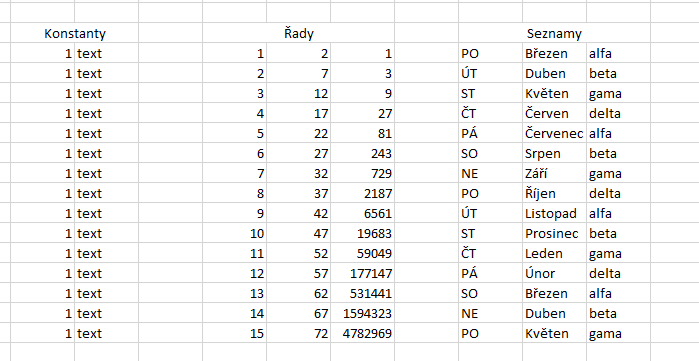 Konstanty Řady Seznamy
1 text 1 2 1 PO Březen alfa
1 text 2 7 3 ÚT Duben beta
1 text 3 12 9 ST Květen gama
1 text 4 17 27 ČT Červen delta
1 text 5 22 81 PÁ Červenec alfa
1 text 6 27 243 SO Srpen beta
1 text 7 32 729 NE Září gama
1 text 8 37 2187 PO Říjen delta
1 text 9 42 6561 ÚT Listopad alfa
1 text 10 47 19683 ST Prosinec beta
1 text 11 52 59049 ČT Leden gama
1 text 12 57 177147 PÁ Únor delta
1 text 13 62 531441 SO Březen alfa
1 text 14 67 1594323 NE Duben beta
1 text 15 72 4782969 PO Květen gama